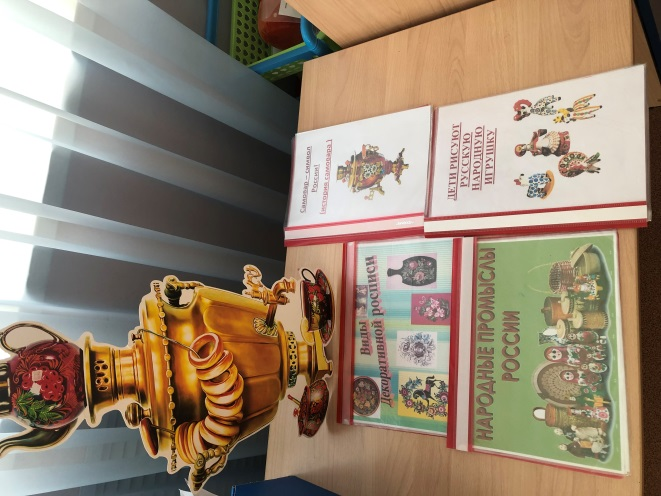 Самовар – символ
России!
(история самовара )
ДЕТИ РИСУЮТ
РУССКУЮ
НАРОДНУЮ
ИГРУШКУ
Виды
Декоративной росписи
НАРОДНЫЕ ПРОМЫСЛЫ
РОССИИ